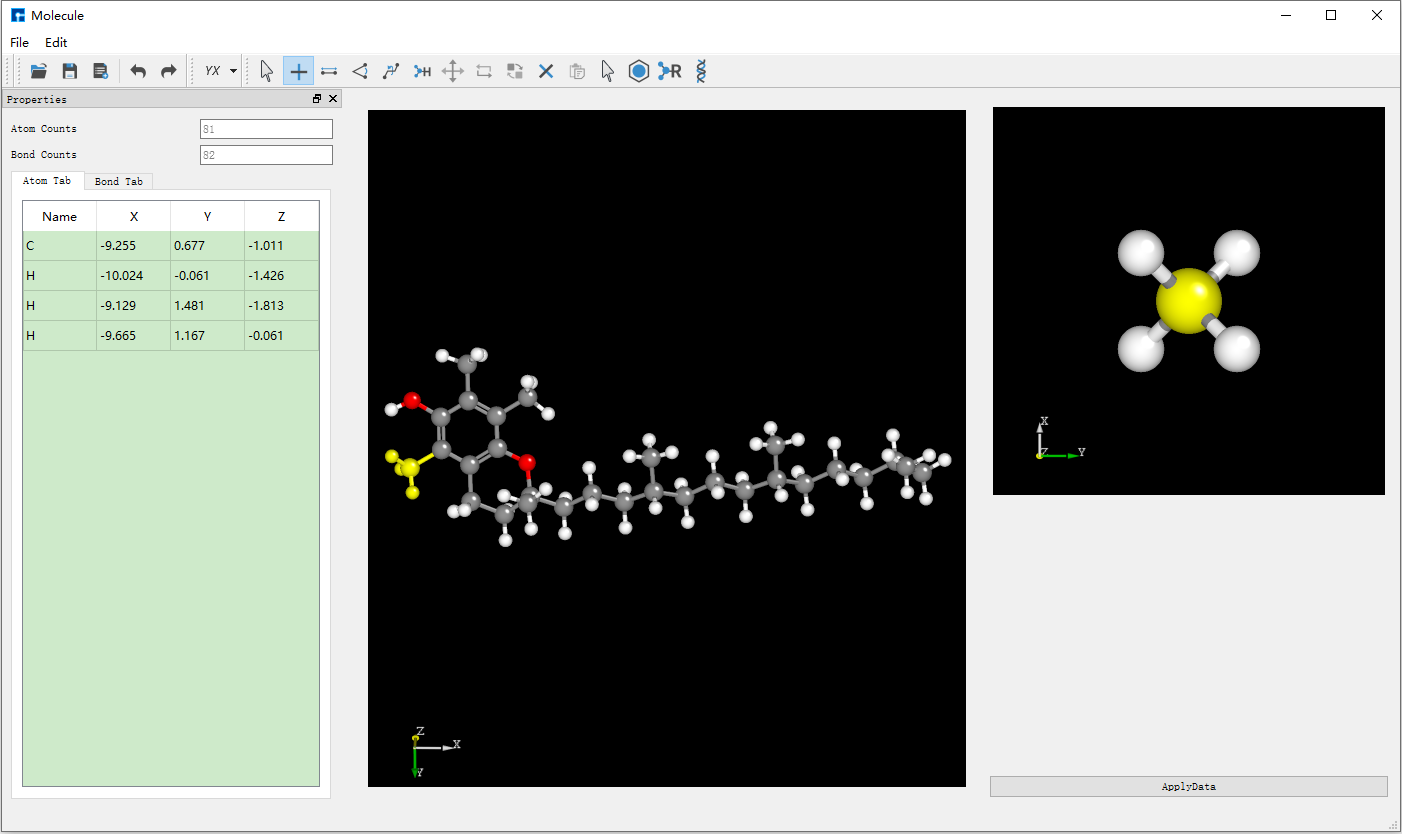 Molecule
File Edit
YX
H
R
Properties
Atom Counts 81
Bond Counts 82
Atom Tab Bond Tab
Name X Y Z
C -9.255 0.677 -1.011
H -10.024 -0.061 -1.426
H -9.129 1.481 -1.813
H -9.665 1.167 -0.061
Z
X
Y
X
Z Y
ApplyData